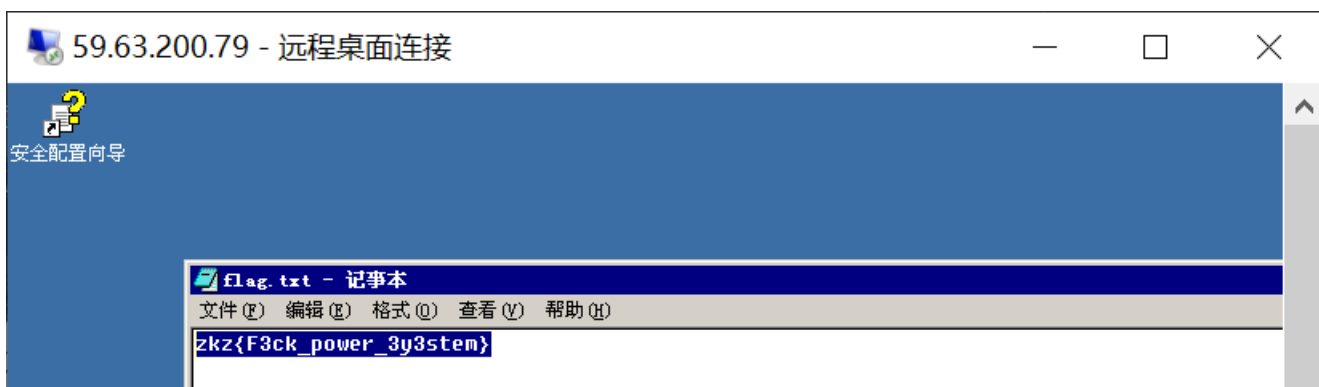 59.63.200.79 - 远程桌面连接
安全配置向导
flag.txt - 记事本
文件(F) 编辑(E) 格式(O) 查看(V) 帮助(H)
zkz{F3ck_power_3y3stem}